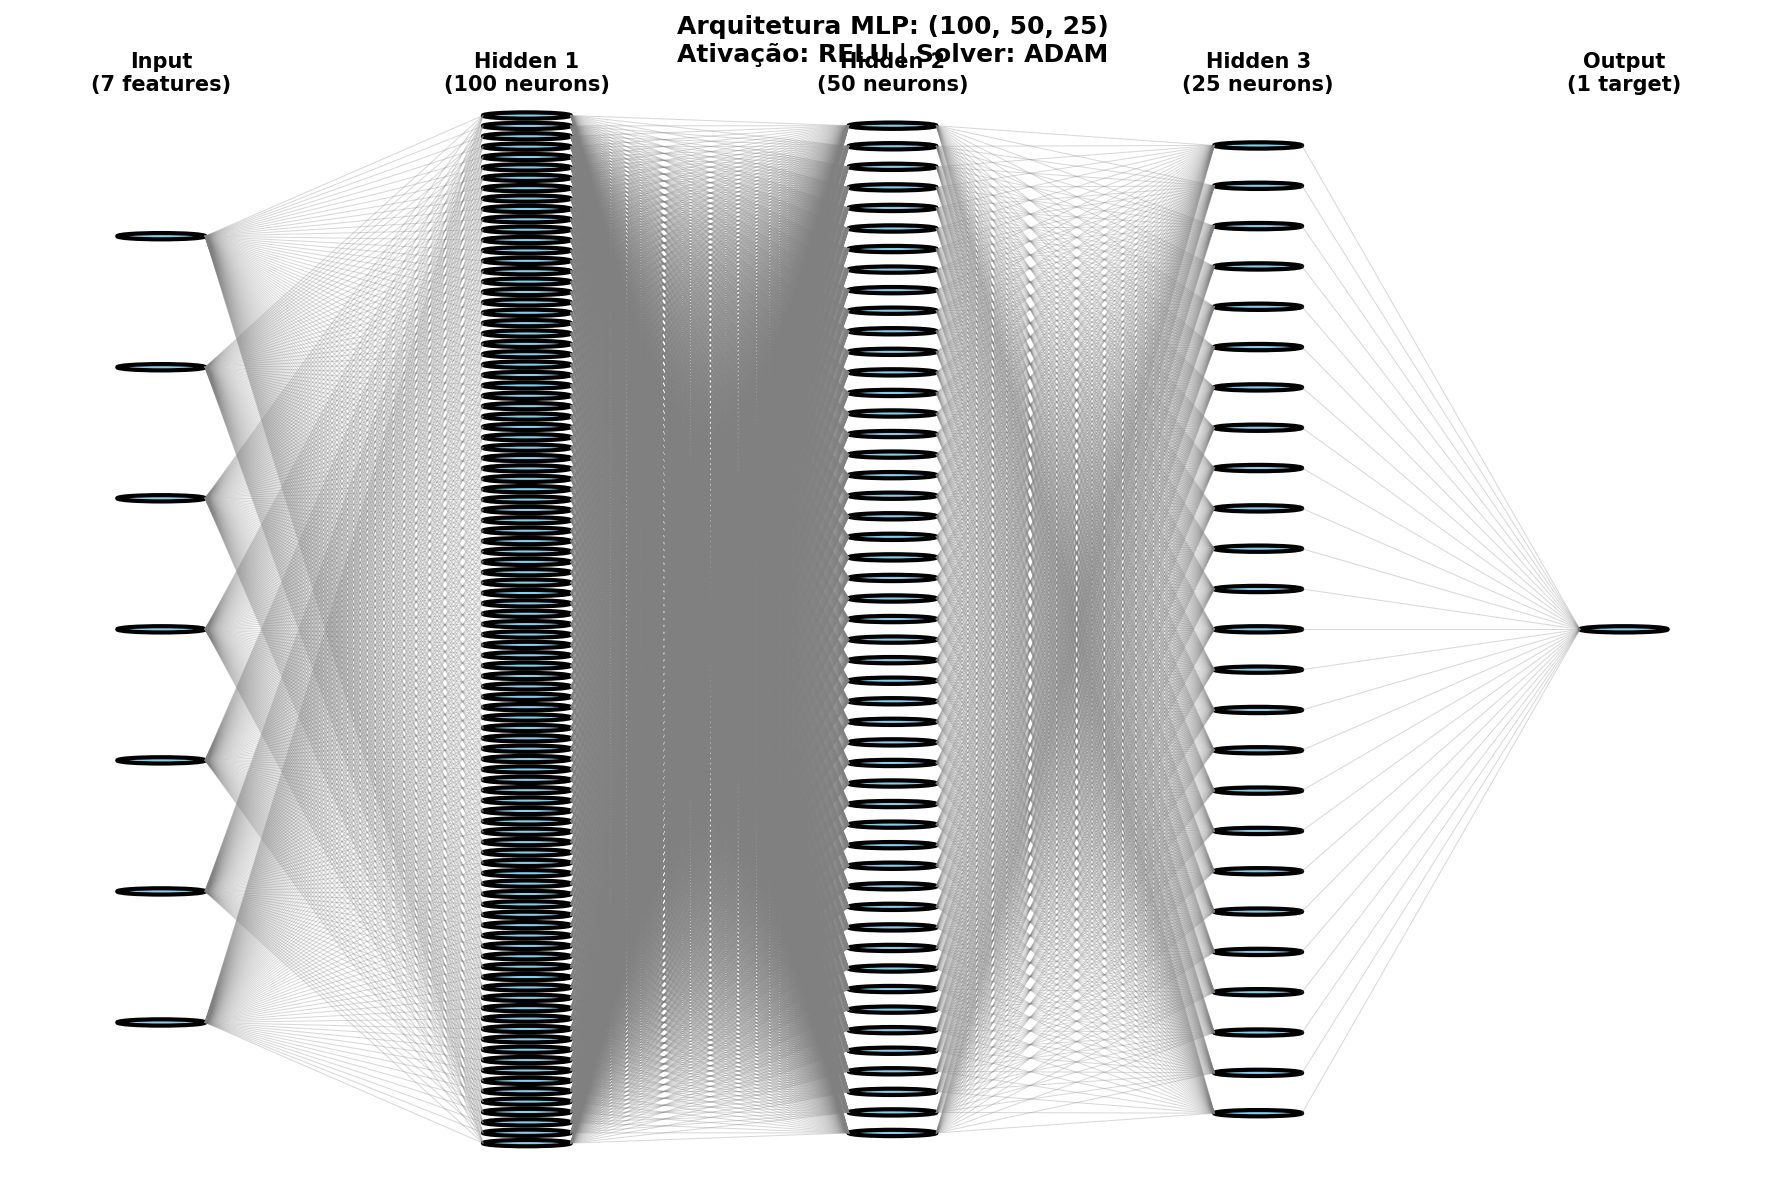 Arquitetura MLP: (100, 50, 25)
Ativação: RELU | Solver: ADAM
Input
(7 features)
Hidden 1
(100 neurons)
Hidden 2
(50 neurons)
Hidden 3
(25 neurons)
Output
(1 target)